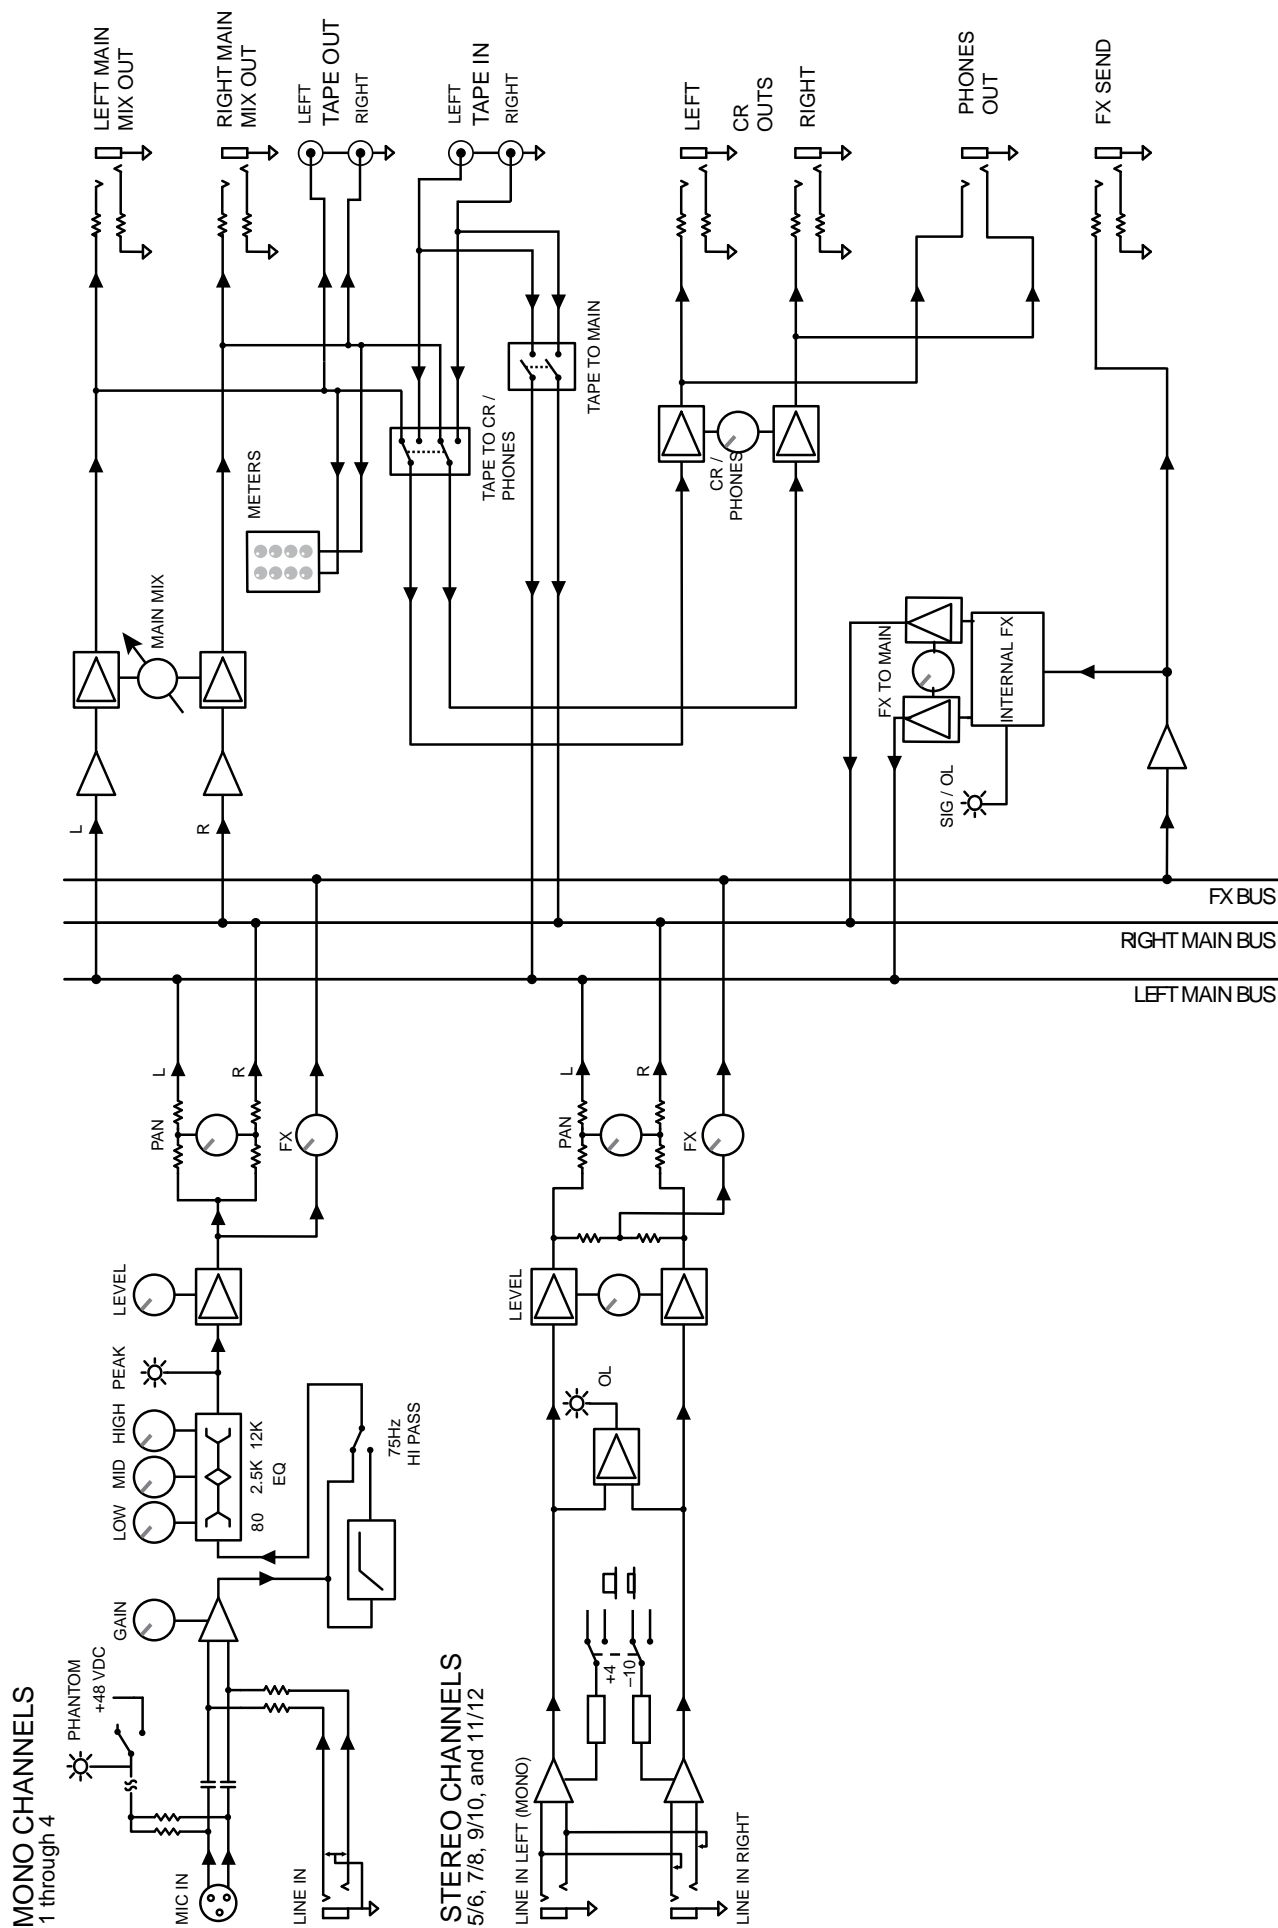 MONO CHANNELS
1 through 4
MIC IN
LINE IN
PHANTOM
+48 VDC
GAIN
LOW
MID
HIGH
PEAK
LEVEL
80
2.5K
12K
EQ
75Hz
HI PASS
PAN
L
R
FX
STEREO CHANNELS
5/6, 7/8, 9/10, and 11/12
LINE IN LEFT (MONO)
LINE IN RIGHT
+4
–10
OL
LEVEL
PAN
L
R
FX
LEFT MAIN BUS
RIGHT MAIN BUS
FX BUS
L
R
MAIN MIX
METERS
TAPE TO CR /
PHONES
TAPE TO MAIN
CR /
PHONES
FX TO MAIN
INTERNAL FX
SIG / OL
LEFT MAIN
MIX OUT
RIGHT MAIN
MIX OUT
LEFT
TAPE OUT
RIGHT
LEFT
TAPE IN
RIGHT
LEFT
CR
OUTS
RIGHT
PHONES
OUT
FX SEND